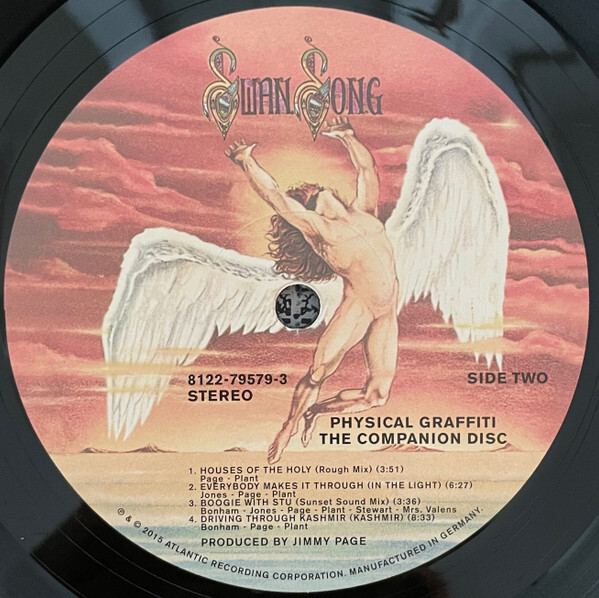 SWAN SONG
8122-79579-3
STEREO
SIDE TWO
PHYSICAL GRAFFITI
THE COMPANION DISC
1. HOUSES OF THE HOLY (Rough Mix) (3:51)
Page - Plant
2. EVERYBODY MAKES IT THROUGH (IN THE LIGHT) (6:27)
Jones - Page - Plant
3. BOOGIE WITH STU (Sunset Sound Mix) (3:36)
Bonham - Jones - Page - Plant - Stewart - Mrs. Valens
4. DRIVING THROUGH KASHMIR (KASHMIR) (8:33)
Bonham - Page - Plant
PRODUCED BY JIMMY PAGE
℗ & © 2015 ATLANTIC RECORDING CORPORATION. MANUFACTURED IN GERMANY.